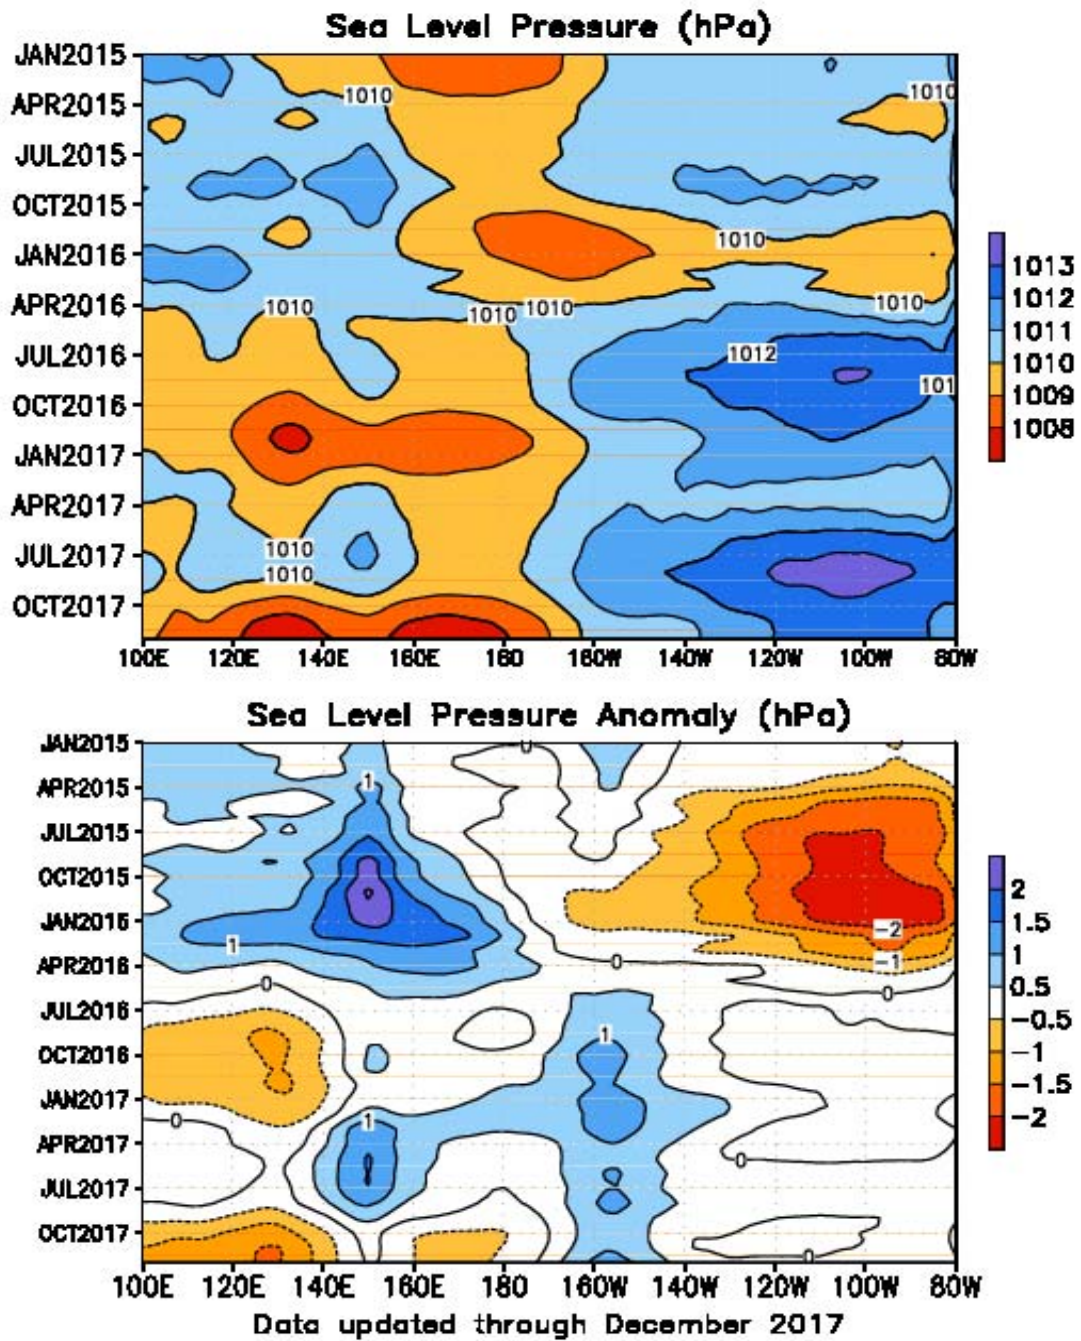 Sea Level Pressure (hPa)
JAN2015
1010
1010
APR2015
JUL2015
OCT2015
1010
JAN2016
APR2016
1010
1010
1010
1010
JUL2016
1012
101
OCT2016
JAN2017
APR2017
1010
JUL2017
1010
OCT2017
100E 120E 140E 160E 180 160W 140W 120W 100W 80W
1013
1012
1011
1010
1009
1008
Sea Level Pressure Anomaly (hPa)
JAN2015
0
1
APR2015
JUL2015
OCT2015
JAN2016
-2
1
-1
APR2016
0
0
0
JUL2016
1
OCT2016
JAN2017
0
1
APR2017
0
JUL2017
OCT2017
0
100E 120E 140E 160E 180 160W 140W 120W 100W 80W
2
1.5
1
0.5
-0.5
-1
-1.5
-2
Data updated through December 2017